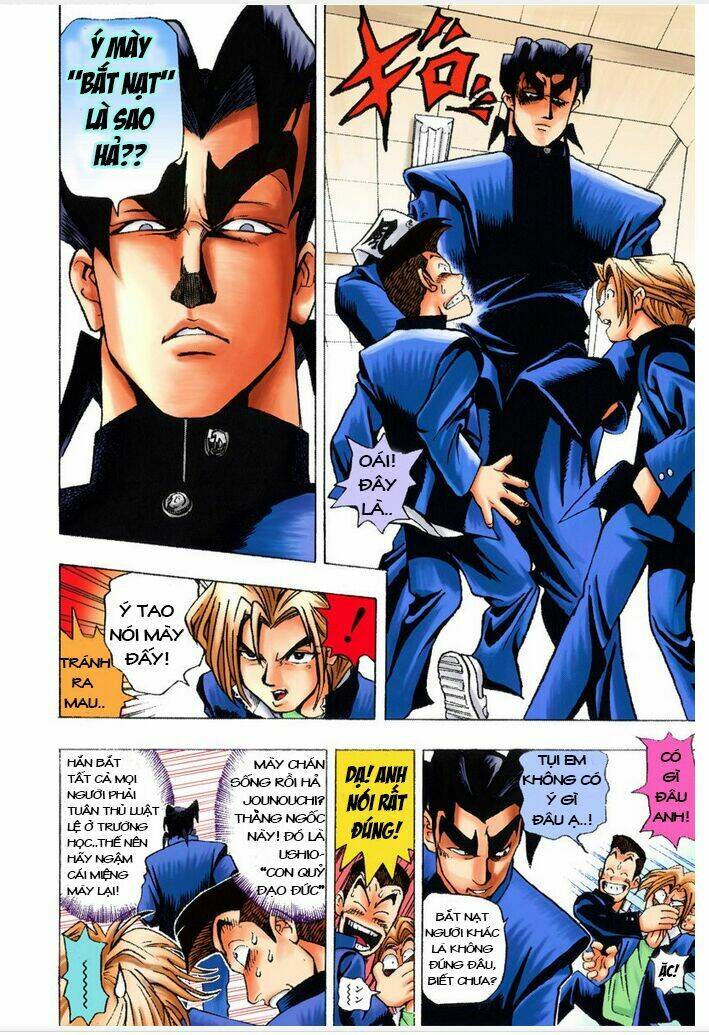 Ý MÀY
"BẮT NẠT"
LÀ SAO
HẢ??
ギロッ
OÁI!
ĐÂY
LÀ..
Ý TAO
NÓI MÀY
ĐẤY!
!
TRÁNH
RA
MAU..
HẮN BẮT
TẤT CẢ MỌI
NGƯỜI PHẢI
TUÂN THỦ LUẬT
LỆ Ở TRƯỜNG
HỌC..THẾ NÊN
HÃY NGẬM
CÁI MIỆNG
MÀY LẠI!
MÀY CHÁN
SỐNG RỒI HẢ
JOUNOUCHI?
THẰNG NGỐC
NÀY! ĐÓ LÀ
USHIO-
"CON QUỶ
ĐẠO ĐỨC"
DẠ! ANH
NÓI RẤT
ĐÚNG!
TỤI EM
KHÔNG CÓ
Ý GÌ
ĐÂU Ạ..!
CÓ
GÌ
ĐÂU
ANH!
BẮT NẠT
NGƯỜI KHÁC
LÀ KHÔNG
ĐÚNG ĐÂU,
BIẾT CHƯA?
ẶC!